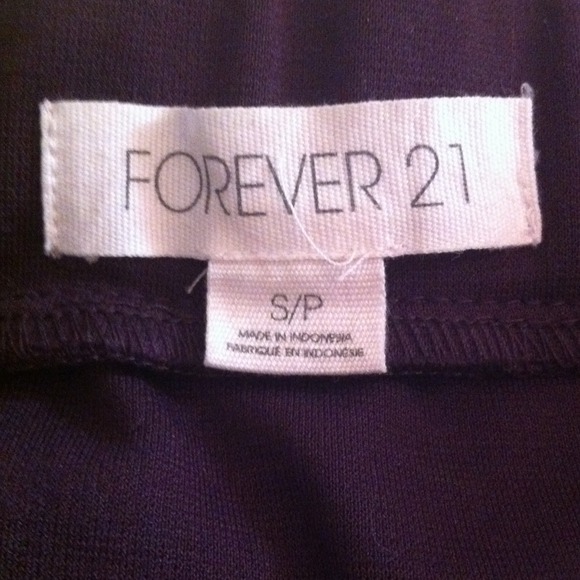 FOREVER 21
S/P
MADE IN INDONESIA
FABRIQUÉ EN INDONÉSIE